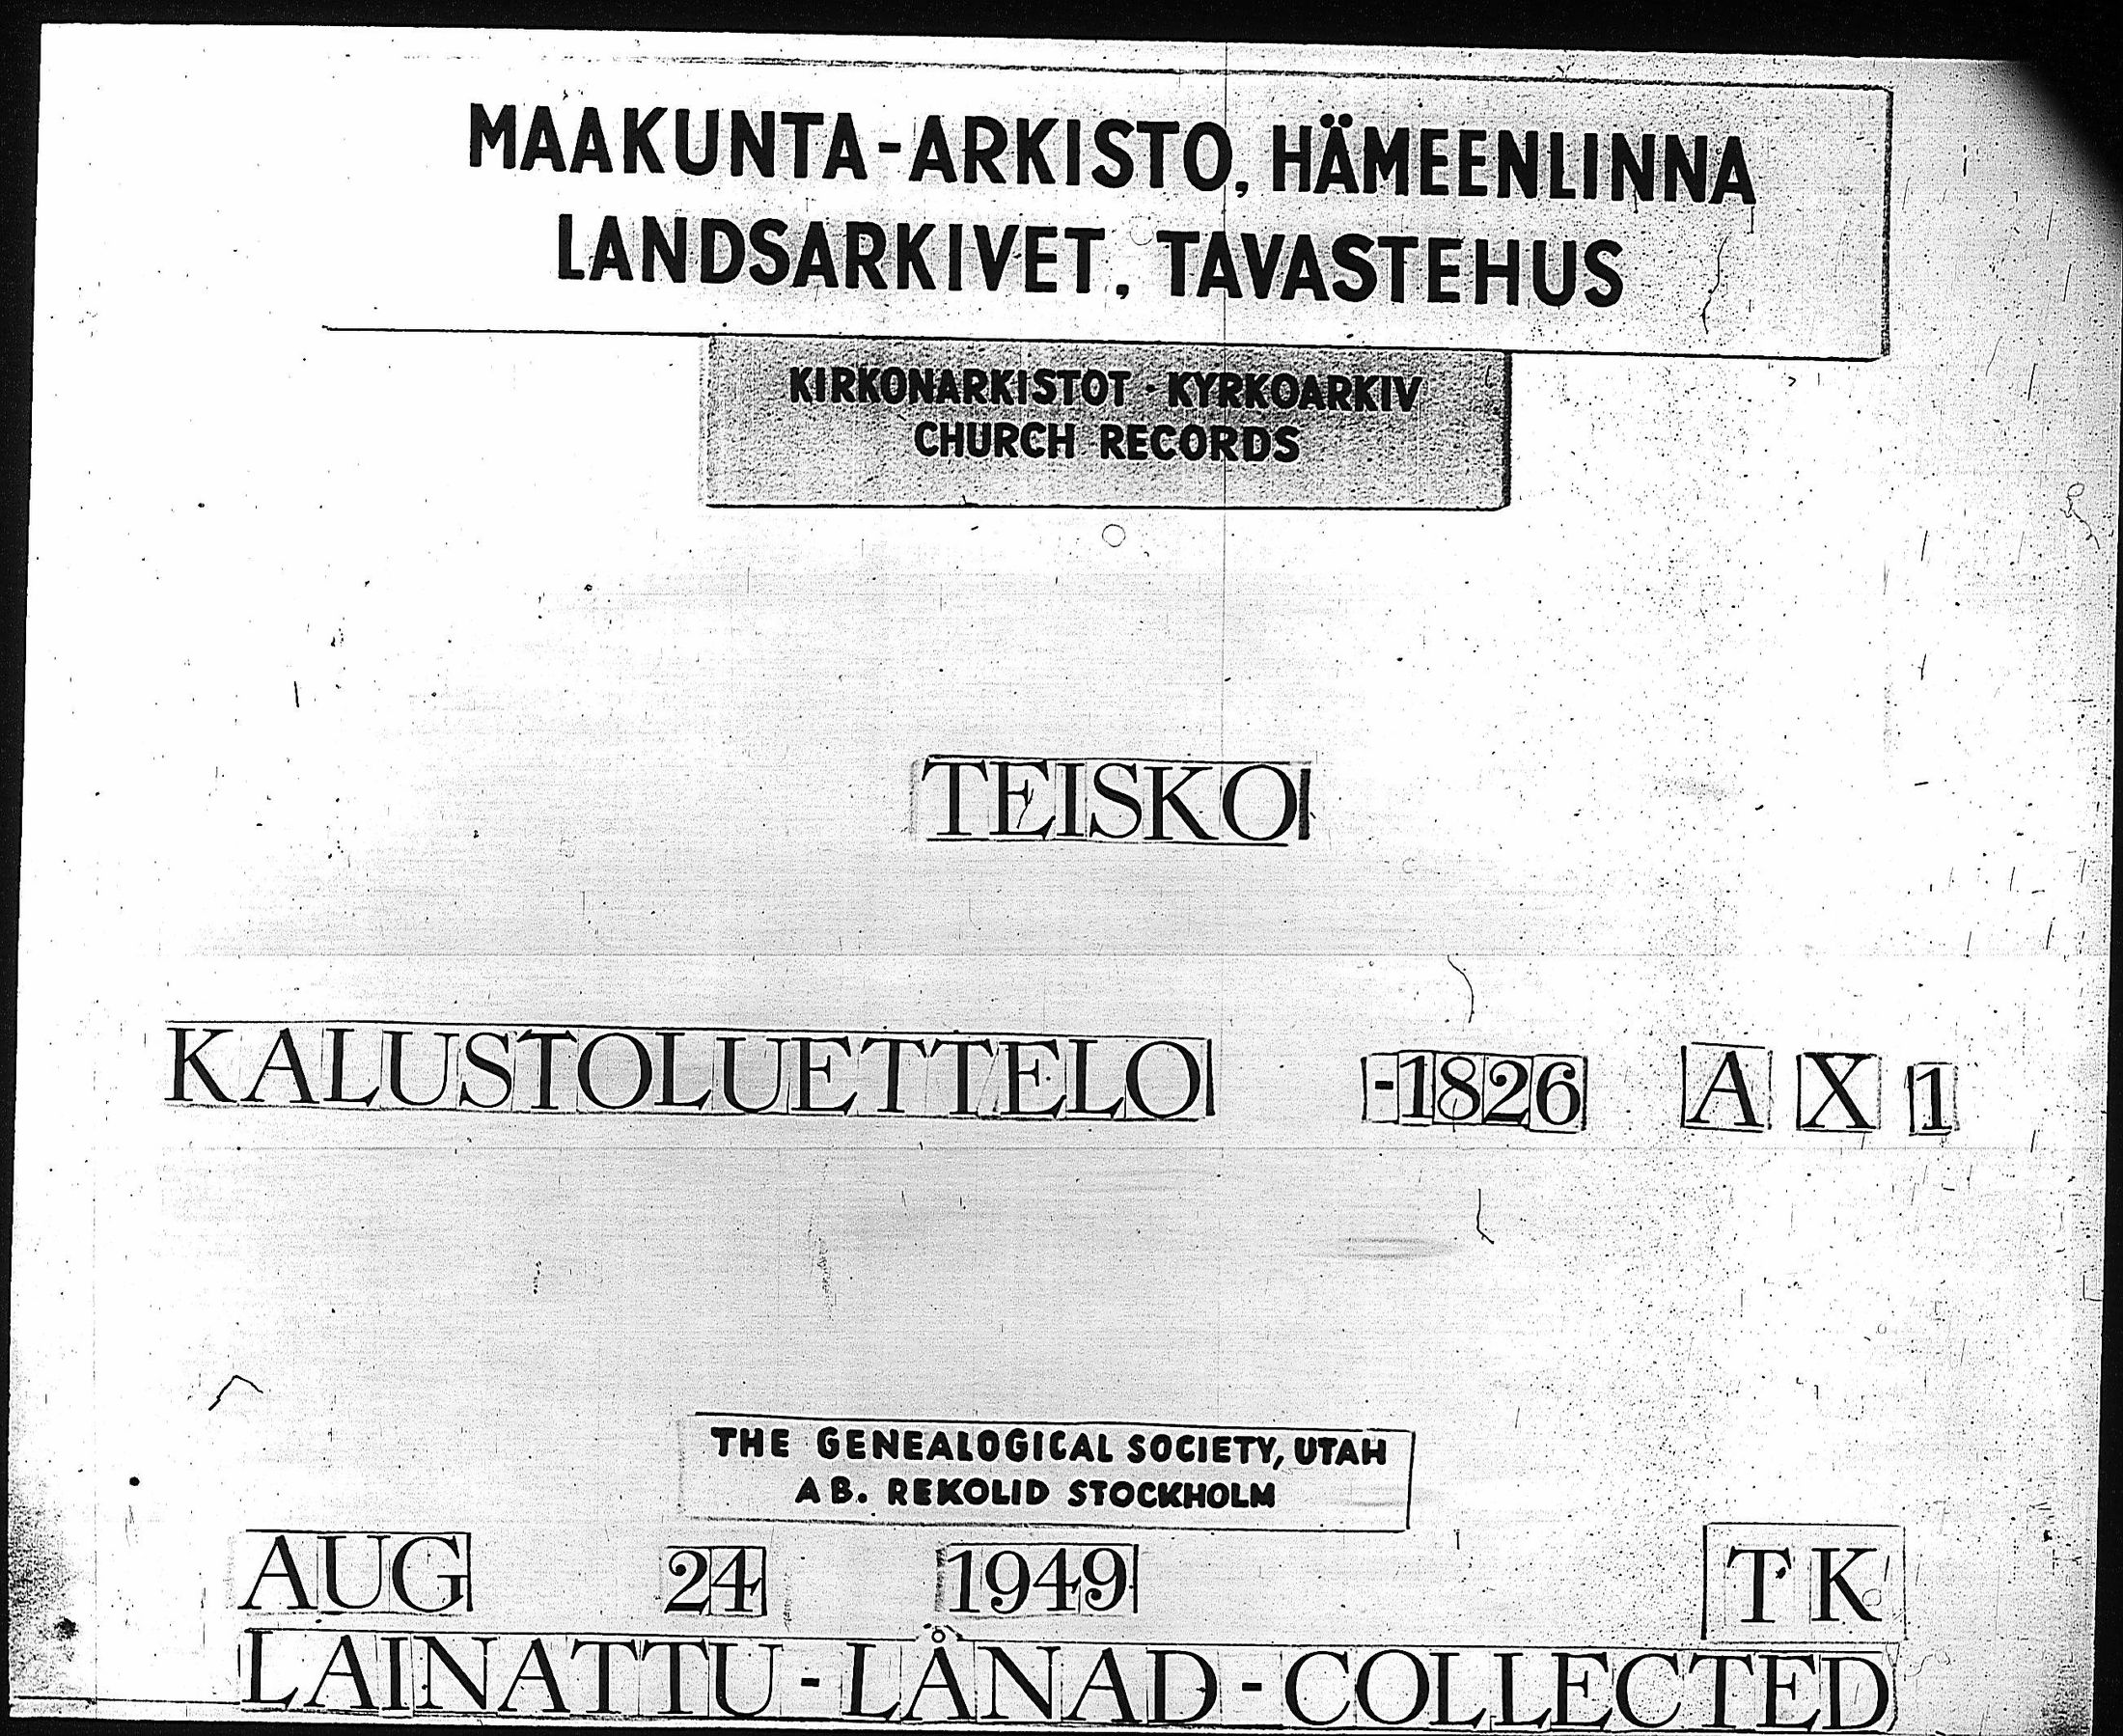 MAAKUNTA-ARKISTO, HÄMEENLINNA
LANDSARKIVET, TAVASTEHUS
KIRKONARKISTOT - KYRKOARKIV
CHURCH RECORDS
TEISKO
KALUSTOLUETTELO -1826 A X 1
THE GENEALOGICAL SOCIETY, UTAH
AB. REKOLID STOCKHOLM
AUG 24 1949 TK
LAINATTU-LÅNAD-COLLECTED